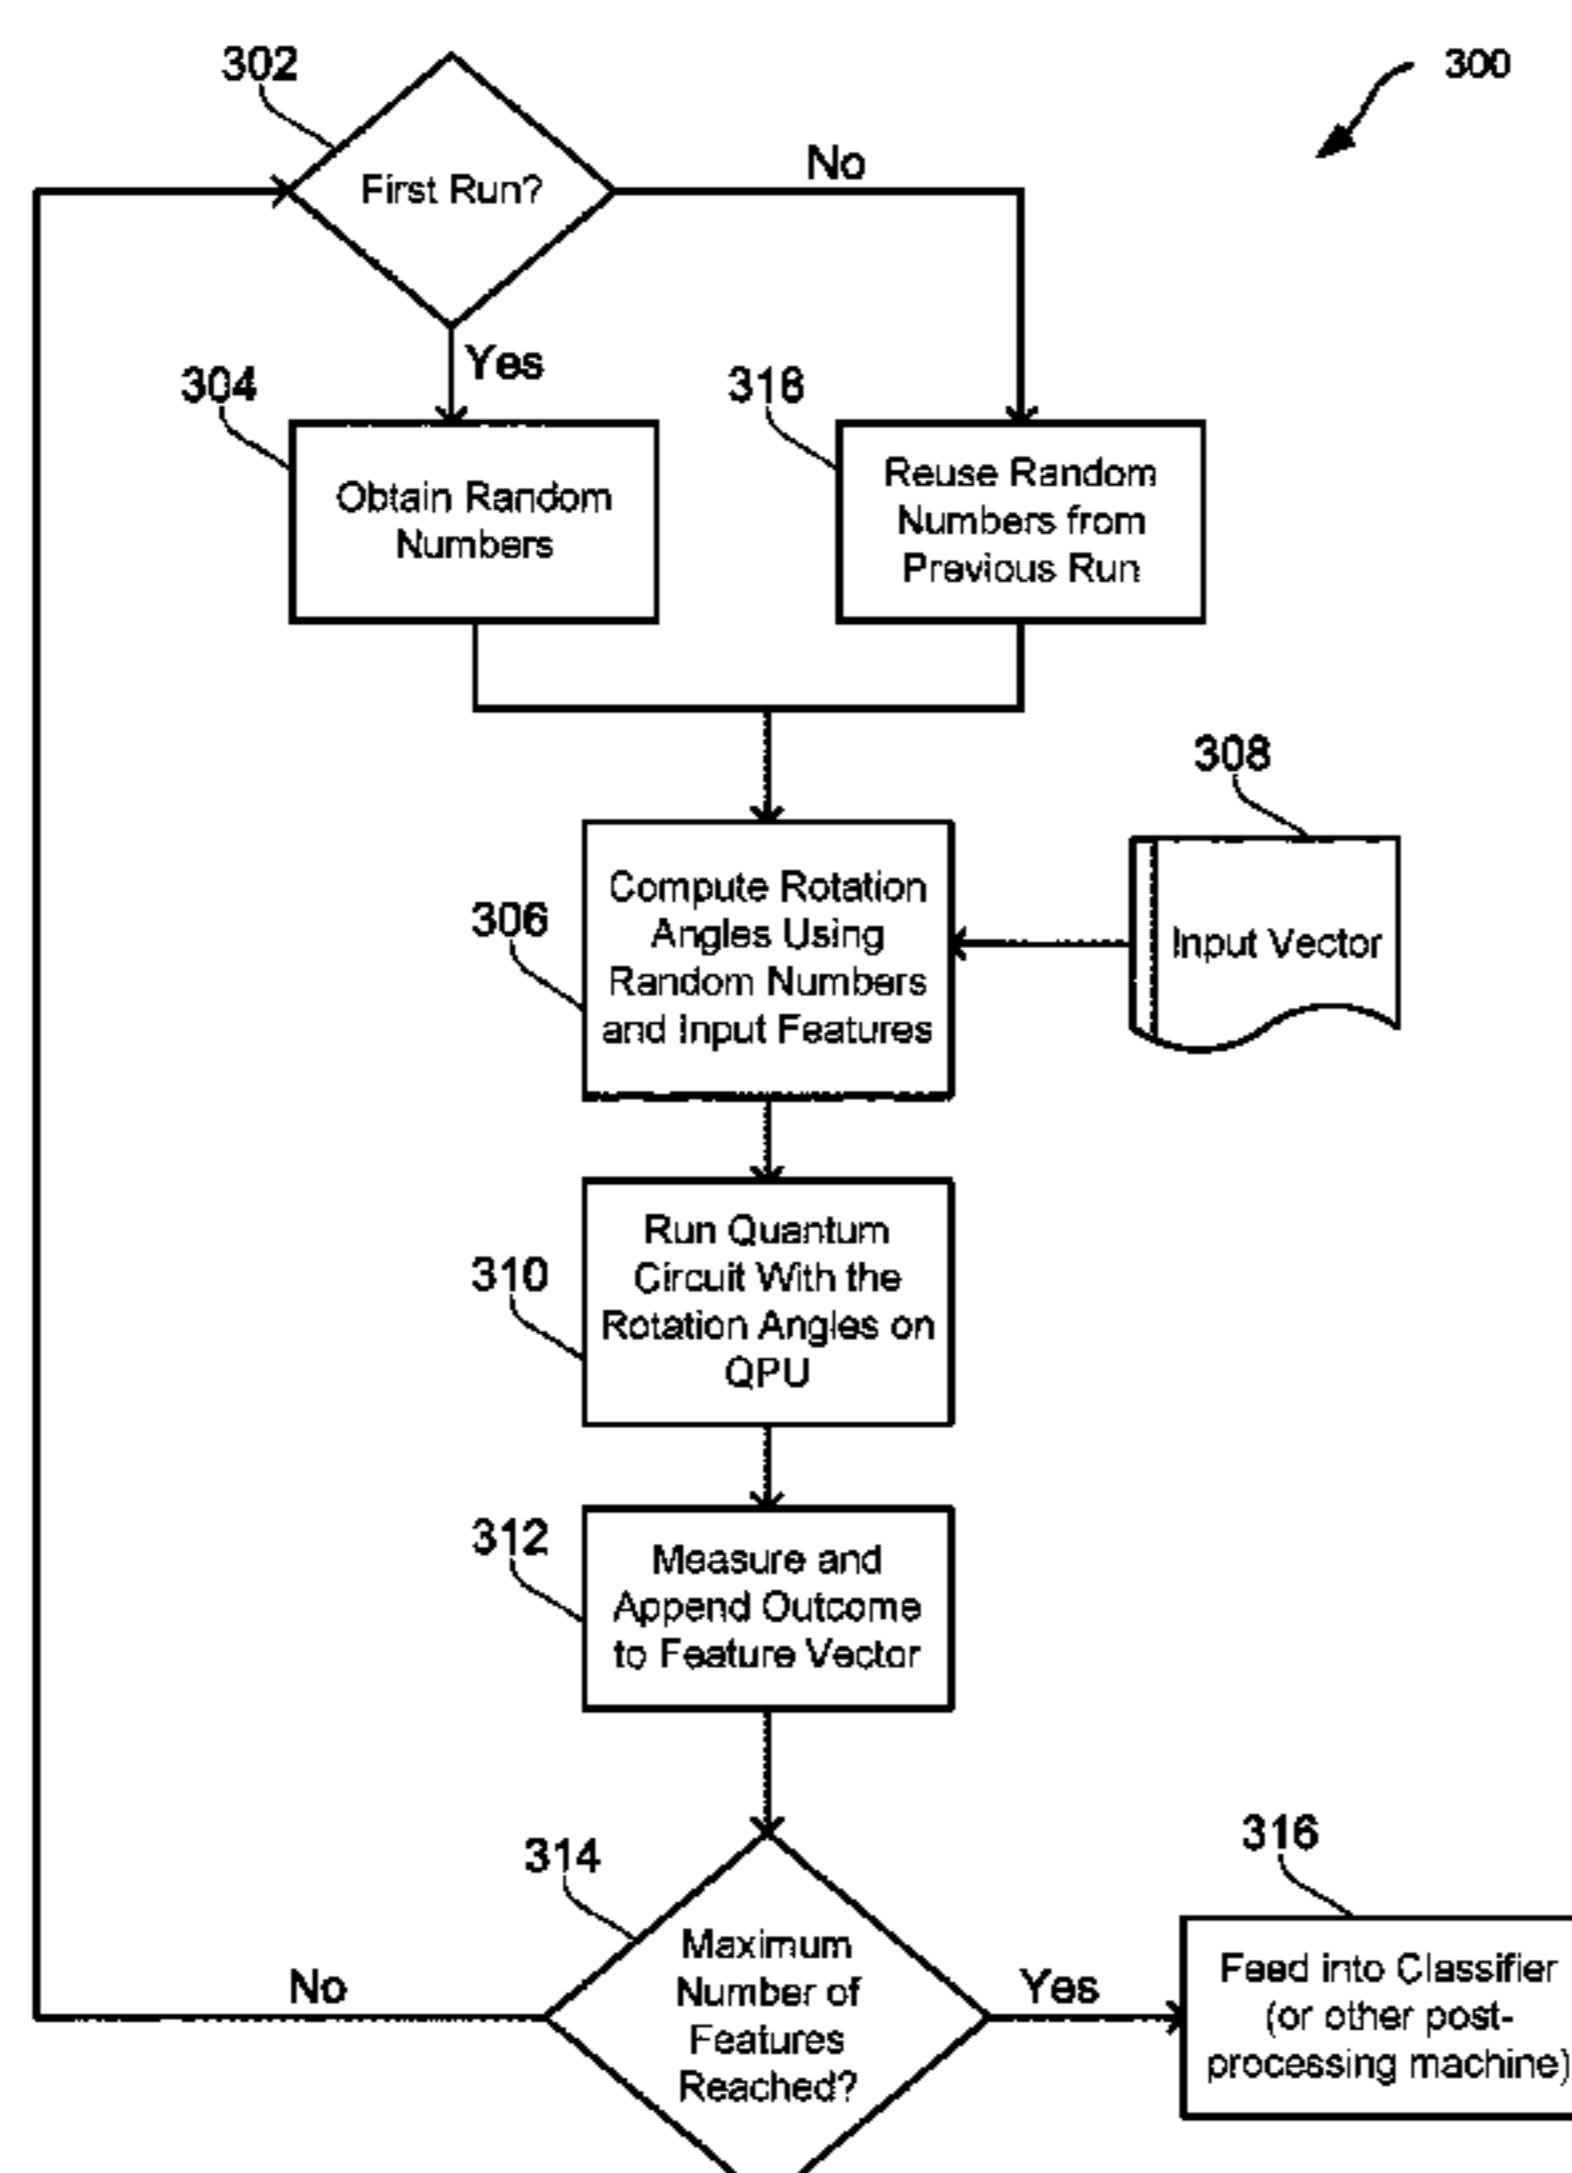 302
300
First Run?
No
Yes
304
316
Obtain Random
Numbers
Reuse Random
Numbers from
Previous Run
308
306
Compute Rotation
Angles Using
Random Numbers
and Input Features
Input Vector
310
Run Quantum
Circuit With the
Rotation Angles on
QPU
312
Measure and
Append Outcome
to Feature Vector
314
316
Maximum
Number of
Features
Reached?
No
Yes
Feed into Classifier
(or other post-
processing machine)